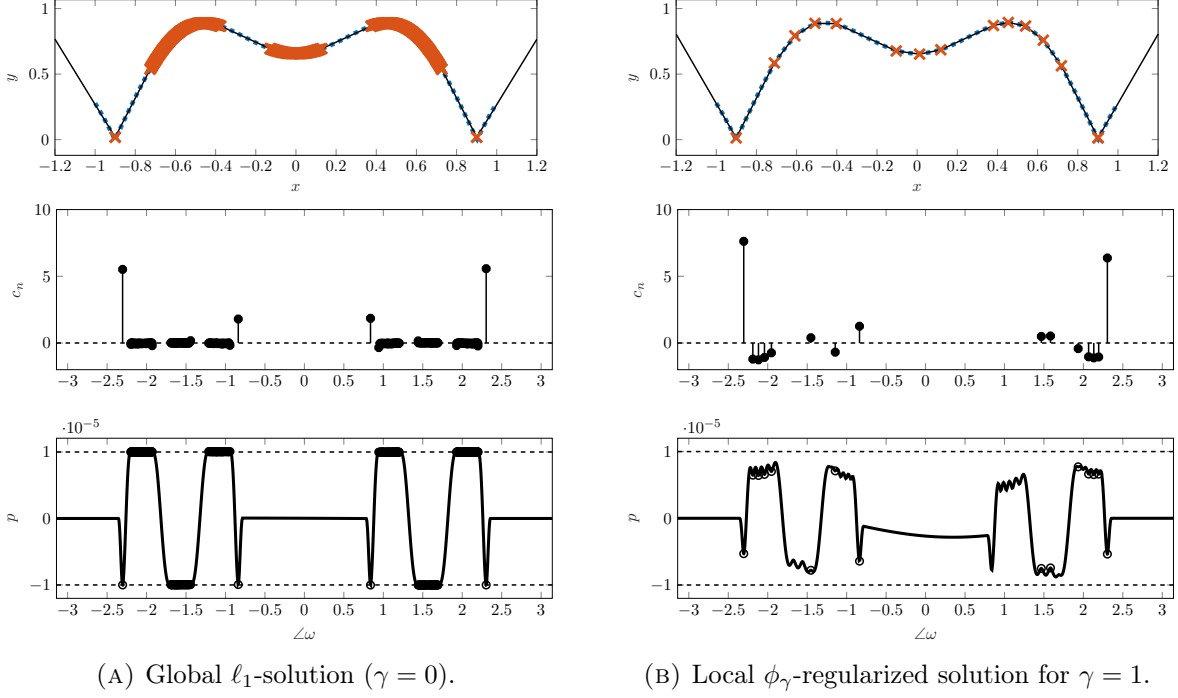 1
0.5
0
y
−1.2 −1 −0.8 −0.6 −0.4 −0.2 0 0.2 0.4 0.6 0.8 1 1.2
x
10
5
0
c_n
−3 −2.5 −2 −1.5 −1 −0.5 0 0.5 1 1.5 2 2.5 3
·10⁻⁵
1
0
−1
p
−3 −2.5 −2 −1.5 −1 −0.5 0 0.5 1 1.5 2 2.5 3
∠ω
(A) Global ℓ₁-solution (γ = 0).
1
0.5
0
y
−1.2 −1 −0.8 −0.6 −0.4 −0.2 0 0.2 0.4 0.6 0.8 1 1.2
x
10
5
0
c_n
−3 −2.5 −2 −1.5 −1 −0.5 0 0.5 1 1.5 2 2.5 3
·10⁻⁵
1
0
−1
p
−3 −2.5 −2 −1.5 −1 −0.5 0 0.5 1 1.5 2 2.5 3
∠ω
(B) Local ϕ_γ-regularized solution for γ = 1.